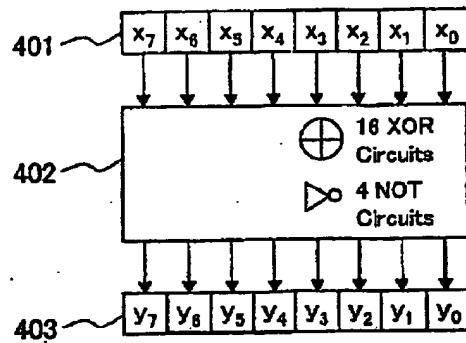 401 x7 x6 x5 x4 x3 x2 x1 x0
402
16 XOR
Circuits
4 NOT
Circuits
403 y7 y6 y5 y4 y3 y2 y1 y0